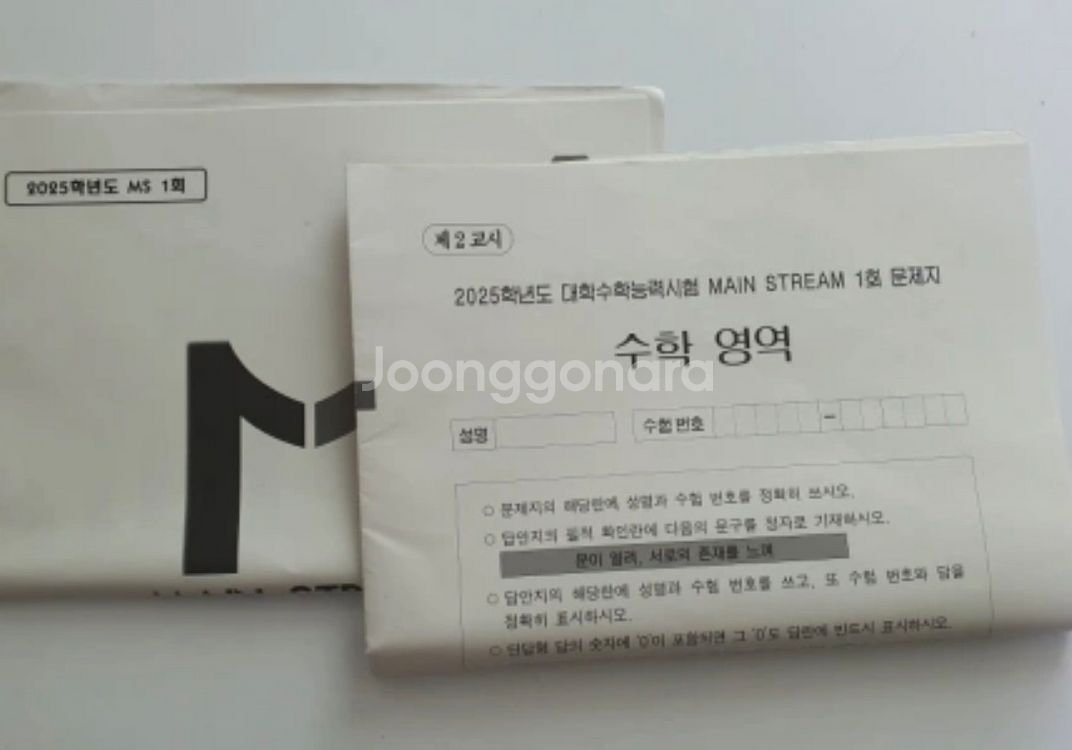 2025학년도 MS 1회
제2교시
2025학년도 대학수학능력시험 MAIN STREAM 1회 문제지
수학 영역
Joonggonara
성명
수험 번호
–
○ 문제지의 해당란에 성명과 수험 번호를 정확히 쓰시오.
○ 답안지의 필적 확인란에 다음의 문구를 정자로 기재하시오.
문이 열려, 서로의 존재를 느껴
○ 답안지의 해당란에 성명과 수험 번호를 쓰고, 또 수험 번호와 답을
정확히 표시하시오.
○ 단답형 답의 숫자에 '0'이 포함되면 그 '0'도 답란에 반드시 표시하시오.